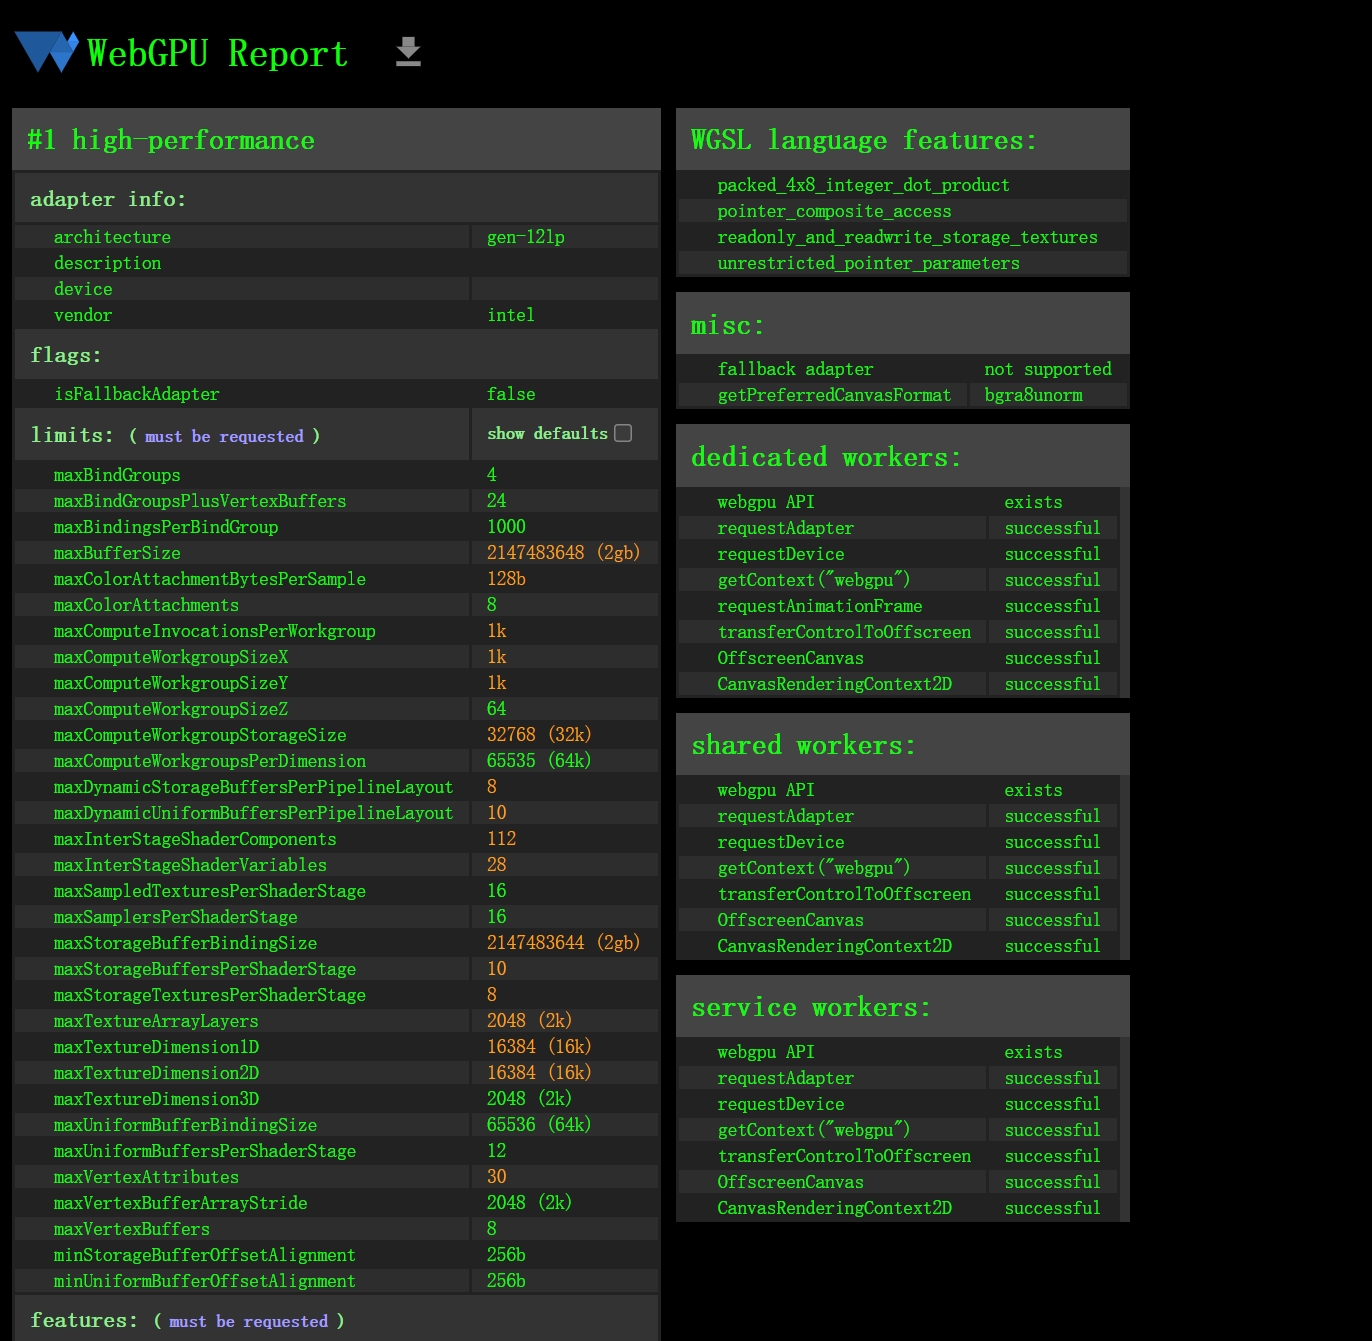 WebGPU Report
#1 high-performance
adapter info:
architecture gen-12lp
description
device
vendor intel
flags:
isFallbackAdapter false
limits: ( must be requested ) show defaults
maxBindGroups 4
maxBindGroupsPlusVertexBuffers 24
maxBindingsPerBindGroup 1000
maxBufferSize 2147483648 (2gb)
maxColorAttachmentBytesPerSample 128b
maxColorAttachments 8
maxComputeInvocationsPerWorkgroup 1k
maxComputeWorkgroupSizeX 1k
maxComputeWorkgroupSizeY 1k
maxComputeWorkgroupSizeZ 64
maxComputeWorkgroupStorageSize 32768 (32k)
maxComputeWorkgroupsPerDimension 65535 (64k)
maxDynamicStorageBuffersPerPipelineLayout 8
maxDynamicUniformBuffersPerPipelineLayout 10
maxInterStageShaderComponents 112
maxInterStageShaderVariables 28
maxSampledTexturesPerShaderStage 16
maxSamplersPerShaderStage 16
maxStorageBufferBindingSize 2147483644 (2gb)
maxStorageBuffersPerShaderStage 10
maxStorageTexturesPerShaderStage 8
maxTextureArrayLayers 2048 (2k)
maxTextureDimension1D 16384 (16k)
maxTextureDimension2D 16384 (16k)
maxTextureDimension3D 2048 (2k)
maxUniformBufferBindingSize 65536 (64k)
maxUniformBuffersPerShaderStage 12
maxVertexAttributes 30
maxVertexBufferArrayStride 2048 (2k)
maxVertexBuffers 8
minStorageBufferOffsetAlignment 256b
minUniformBufferOffsetAlignment 256b
features: ( must be requested )
WGSL language features:
packed_4x8_integer_dot_product
pointer_composite_access
readonly_and_readwrite_storage_textures
unrestricted_pointer_parameters
misc:
fallback adapter not supported
getPreferredCanvasFormat bgra8unorm
dedicated workers:
webgpu API exists
requestAdapter successful
requestDevice successful
getContext("webgpu") successful
requestAnimationFrame successful
transferControlToOffscreen successful
OffscreenCanvas successful
CanvasRenderingContext2D successful
shared workers:
webgpu API exists
requestAdapter successful
requestDevice successful
getContext("webgpu") successful
transferControlToOffscreen successful
OffscreenCanvas successful
CanvasRenderingContext2D successful
service workers:
webgpu API exists
requestAdapter successful
requestDevice successful
getContext("webgpu") successful
transferControlToOffscreen successful
OffscreenCanvas successful
CanvasRenderingContext2D successful